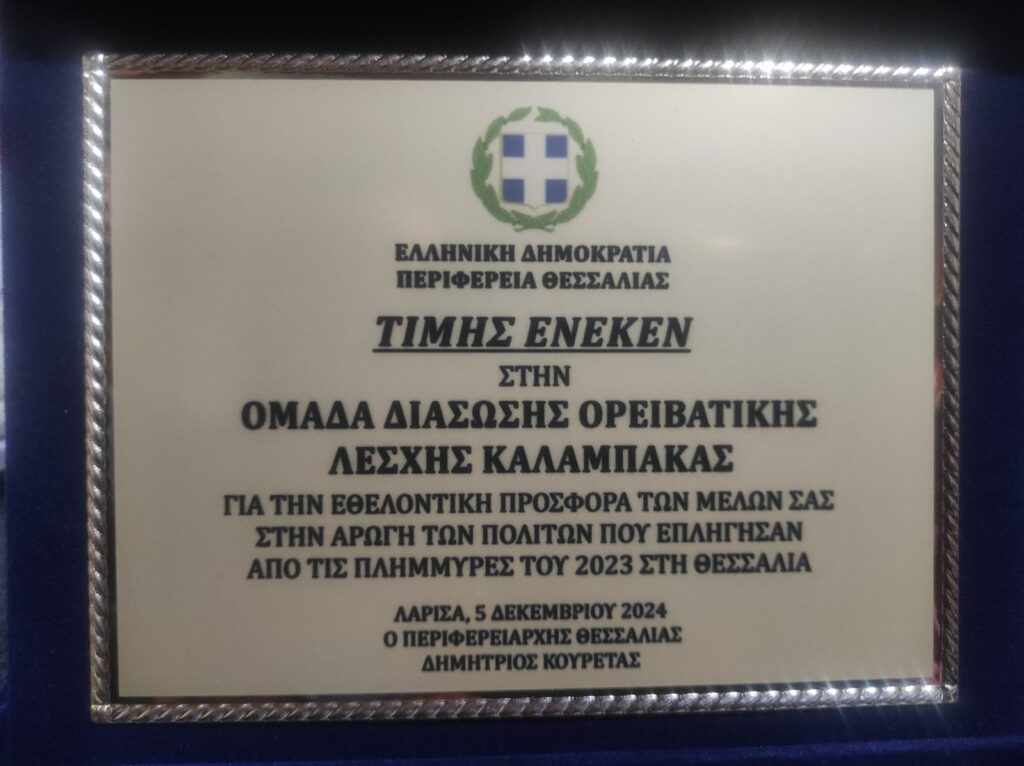 ΕΛΛΗΝΙΚΗ ΔΗΜΟΚΡΑΤΙΑ
ΠΕΡΙΦΕΡΕΙΑ ΘΕΣΣΑΛΙΑΣ
ΤΙΜΗΣ ΕΝΕΚΕΝ
ΣΤΗΝ
ΟΜΑΔΑ ΔΙΑΣΩΣΗΣ ΟΡΕΙΒΑΤΙΚΗΣ
ΛΕΣΧΗΣ ΚΑΛΑΜΠΑΚΑΣ
ΓΙΑ ΤΗΝ ΕΘΕΛΟΝΤΙΚΗ ΠΡΟΣΦΟΡΑ ΤΩΝ ΜΕΛΩΝ ΣΑΣ
ΣΤΗΝ ΑΡΩΓΗ ΤΩΝ ΠΟΛΙΤΩΝ ΠΟΥ ΕΠΛΗΓΗΣΑΝ
ΑΠΟ ΤΙΣ ΠΛΗΜΜΥΡΕΣ ΤΟΥ 2023 ΣΤΗ ΘΕΣΣΑΛΙΑ
ΛΑΡΙΣΑ, 5 ΔΕΚΕΜΒΡΙΟΥ 2024
Ο ΠΕΡΙΦΕΡΕΙΑΡΧΗΣ ΘΕΣΣΑΛΙΑΣ
ΔΗΜΗΤΡΙΟΣ ΚΟΥΡΕΤΑΣ